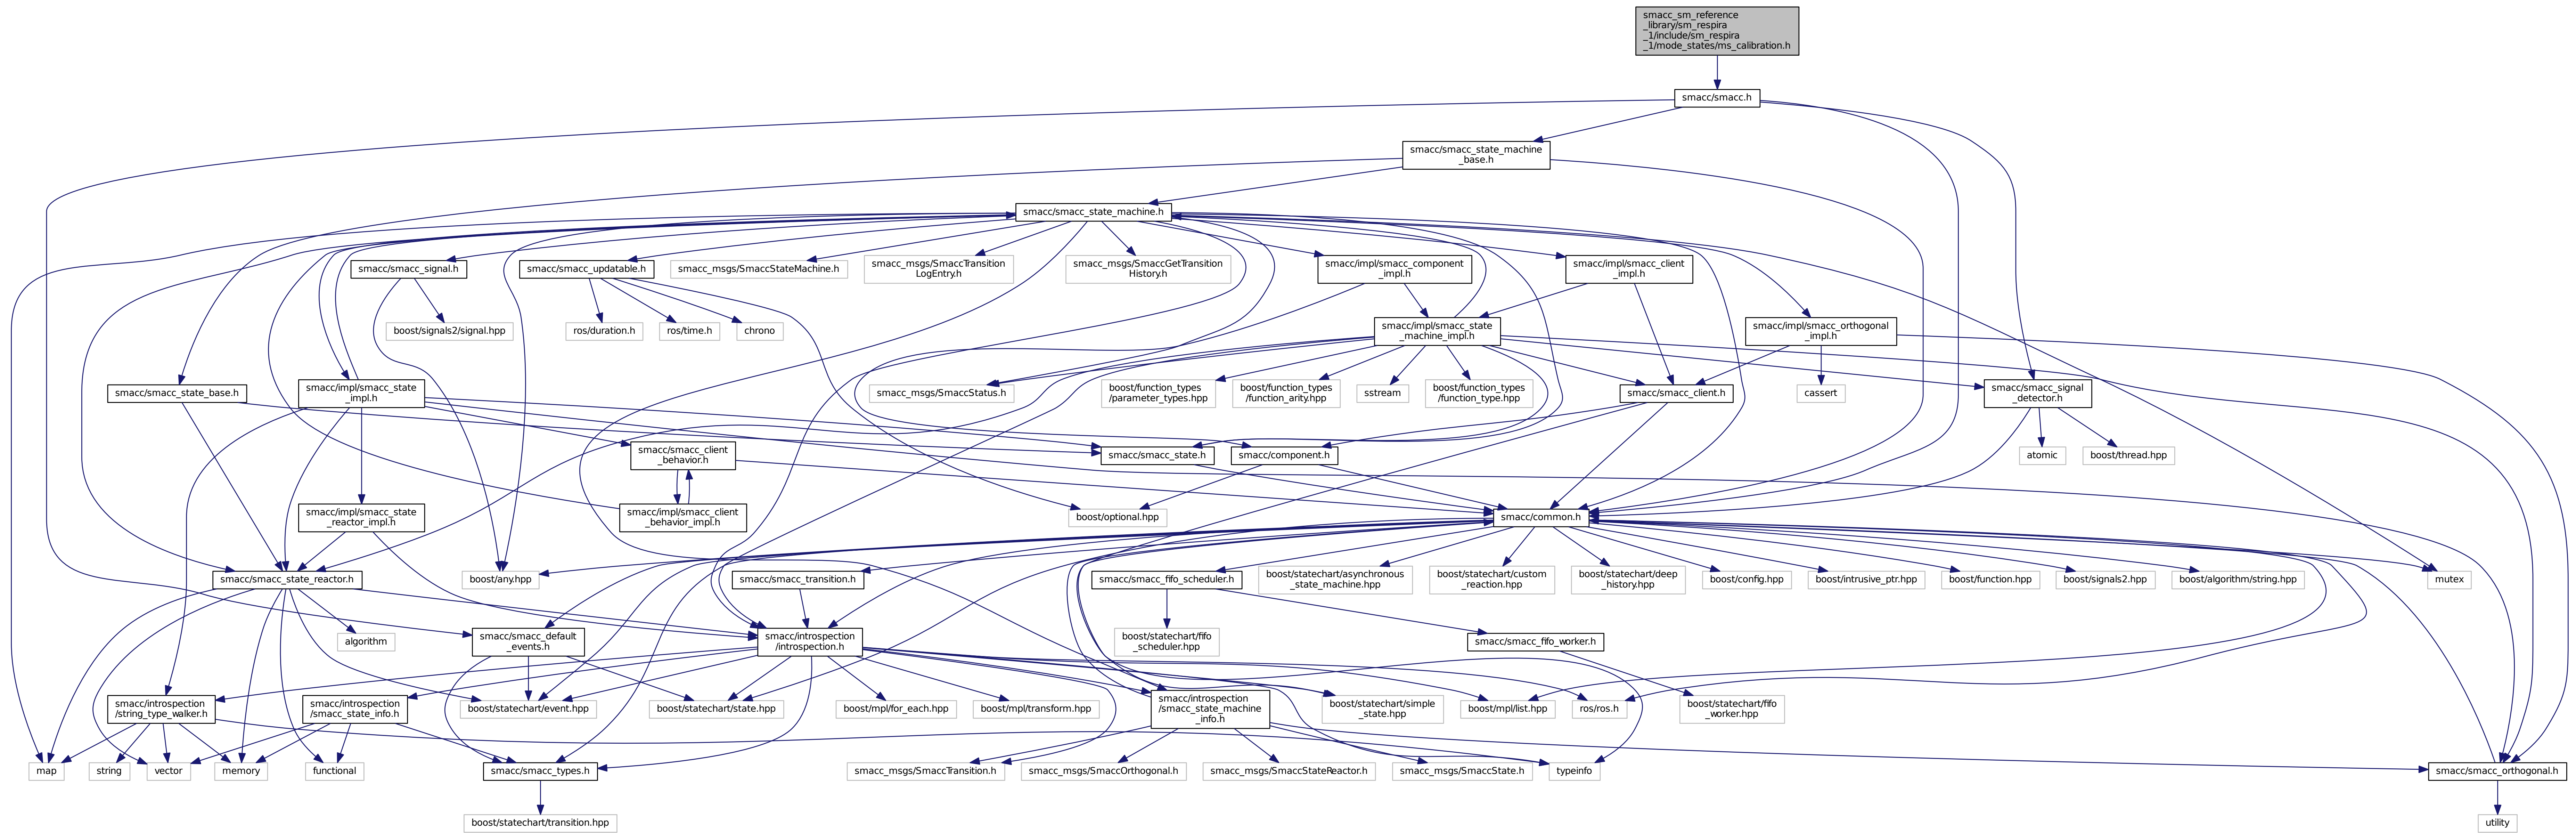 smacc_sm_reference
_library/sm_respira
_1/include/sm_respira
_1/mode_states/ms_calibration.h
smacc/smacc.h
smacc/smacc_state_machine
_base.h
smacc/smacc_state_machine.h
smacc/smacc_signal.h
smacc/smacc_updatable.h
smacc_msgs/SmaccStateMachine.h
smacc_msgs/SmaccTransition
LogEntry.h
smacc_msgs/SmaccGetTransition
History.h
smacc/impl/smacc_component
_impl.h
smacc/impl/smacc_client
_impl.h
boost/signals2/signal.hpp
ros/duration.h
ros/time.h
chrono
smacc/impl/smacc_state
_machine_impl.h
smacc/impl/smacc_orthogonal
_impl.h
smacc/smacc_state_base.h
smacc/impl/smacc_state
_impl.h
smacc_msgs/SmaccStatus.h
boost/function_types
/parameter_types.hpp
boost/function_types
/function_arity.hpp
sstream
boost/function_types
/function_type.hpp
smacc/smacc_client.h
cassert
smacc/smacc_signal
_detector.h
smacc/smacc_client
_behavior.h
smacc/smacc_state.h
smacc/component.h
atomic
boost/thread.hpp
smacc/impl/smacc_state
_reactor_impl.h
smacc/impl/smacc_client
_behavior_impl.h
boost/optional.hpp
smacc/common.h
smacc/smacc_state_reactor.h
boost/any.hpp
smacc/smacc_transition.h
smacc/smacc_fifo_scheduler.h
boost/statechart/asynchronous
_state_machine.hpp
boost/statechart/custom
_reaction.hpp
boost/statechart/deep
_history.hpp
boost/config.hpp
boost/intrusive_ptr.hpp
boost/function.hpp
boost/signals2.hpp
boost/algorithm/string.hpp
mutex
algorithm
smacc/smacc_default
_events.h
smacc/introspection
/introspection.h
boost/statechart/fifo
_scheduler.hpp
smacc/smacc_fifo_worker.h
smacc/introspection
/string_type_walker.h
smacc/introspection
/smacc_state_info.h
boost/statechart/event.hpp
boost/statechart/state.hpp
boost/mpl/for_each.hpp
boost/mpl/transform.hpp
smacc/introspection
/smacc_state_machine
_info.h
boost/statechart/simple
_state.hpp
boost/mpl/list.hpp
ros/ros.h
boost/statechart/fifo
_worker.hpp
map
string
vector
memory
functional
smacc/smacc_types.h
smacc_msgs/SmaccTransition.h
smacc_msgs/SmaccOrthogonal.h
smacc_msgs/SmaccStateReactor.h
smacc_msgs/SmaccState.h
typeinfo
smacc/smacc_orthogonal.h
boost/statechart/transition.hpp
utility